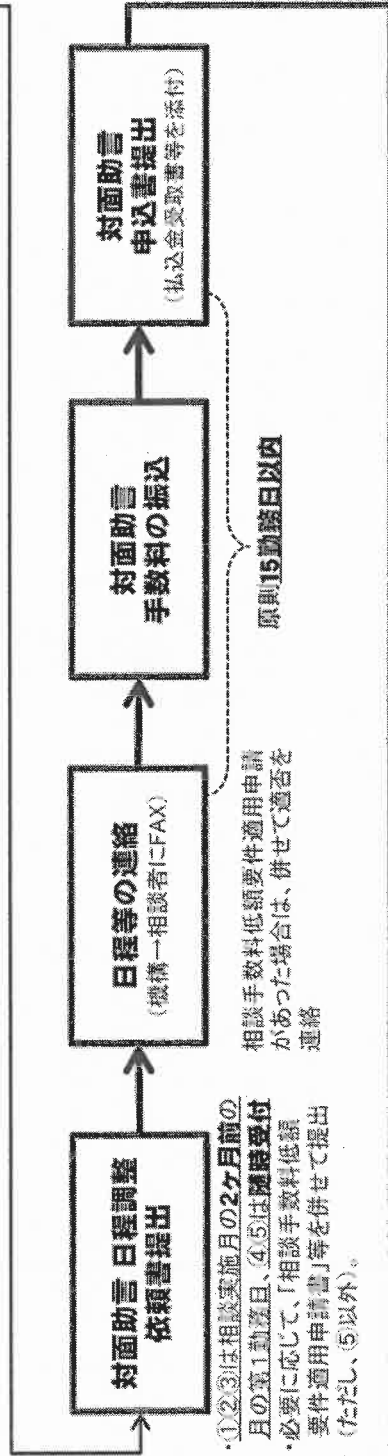 対面助言 日程調整
依頼書提出
・①②③は相談実施月の2ヶ月前の
月の第1勤務日、④⑤は随時受付
・必要に応じて、「相談手数料低額
要件適用申請書」等を併せて提出
(ただし、⑤以外)。
日程等の連絡
(機構→相談者にFAX)
相談手数料低額要件適用申請
があった場合は、併せて適否を
連絡
対面助言
手数料の振込
原則15勤務日以内
対面助言
申込書提出
(払込金受取書等を添付)